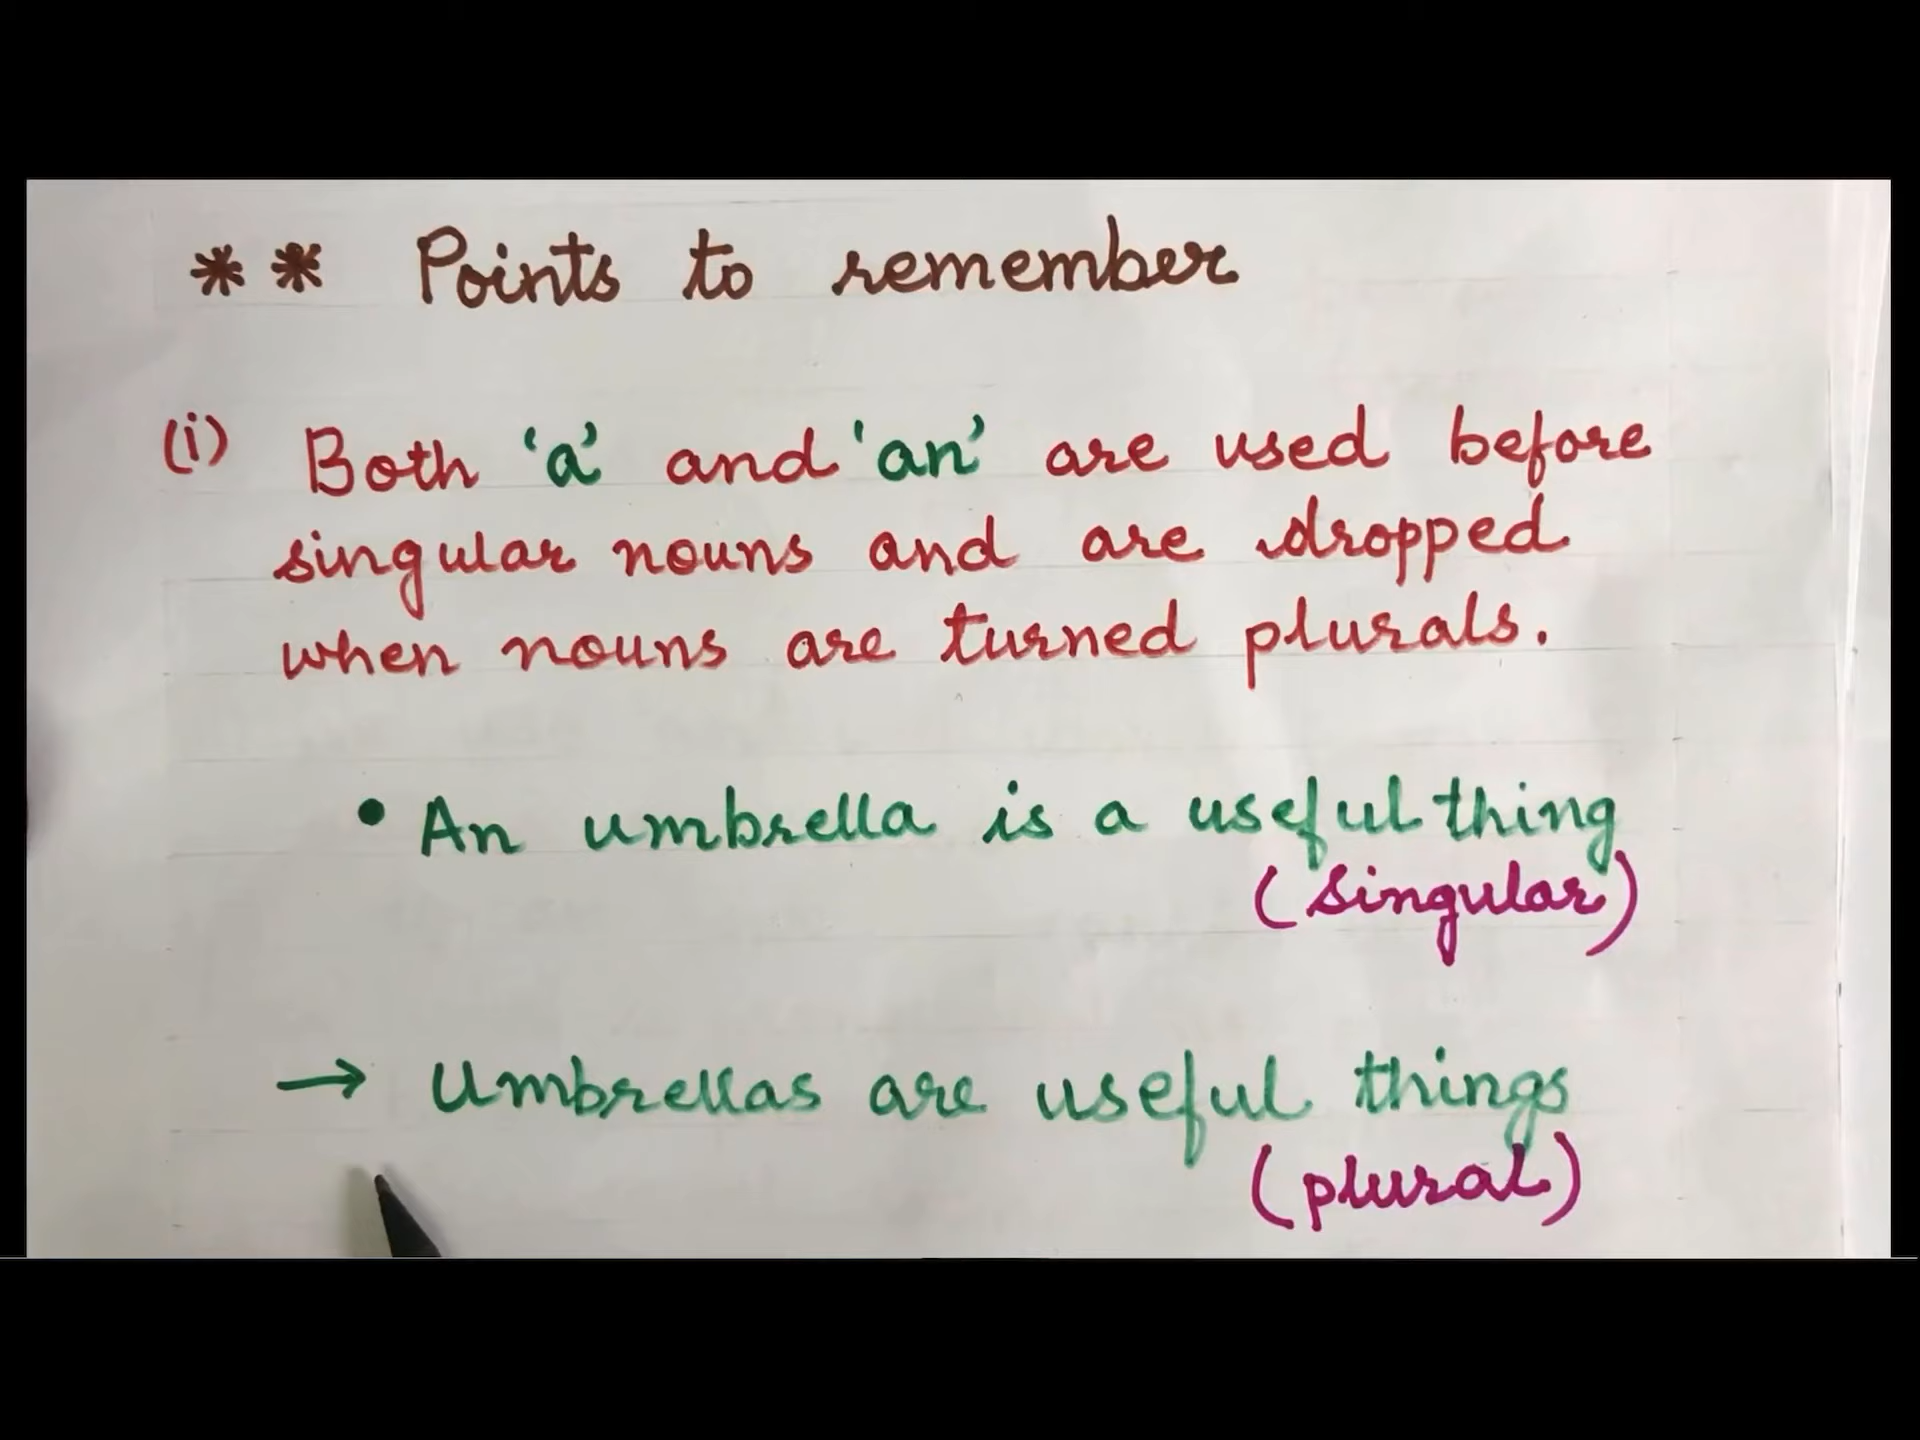 ** Points to remember
(i) Both 'a' and 'an' are used before
singular nouns and are dropped
when nouns are turned plurals.
• An umbrella is a useful thing
(singular)
→ Umbrellas are useful things
(plural)